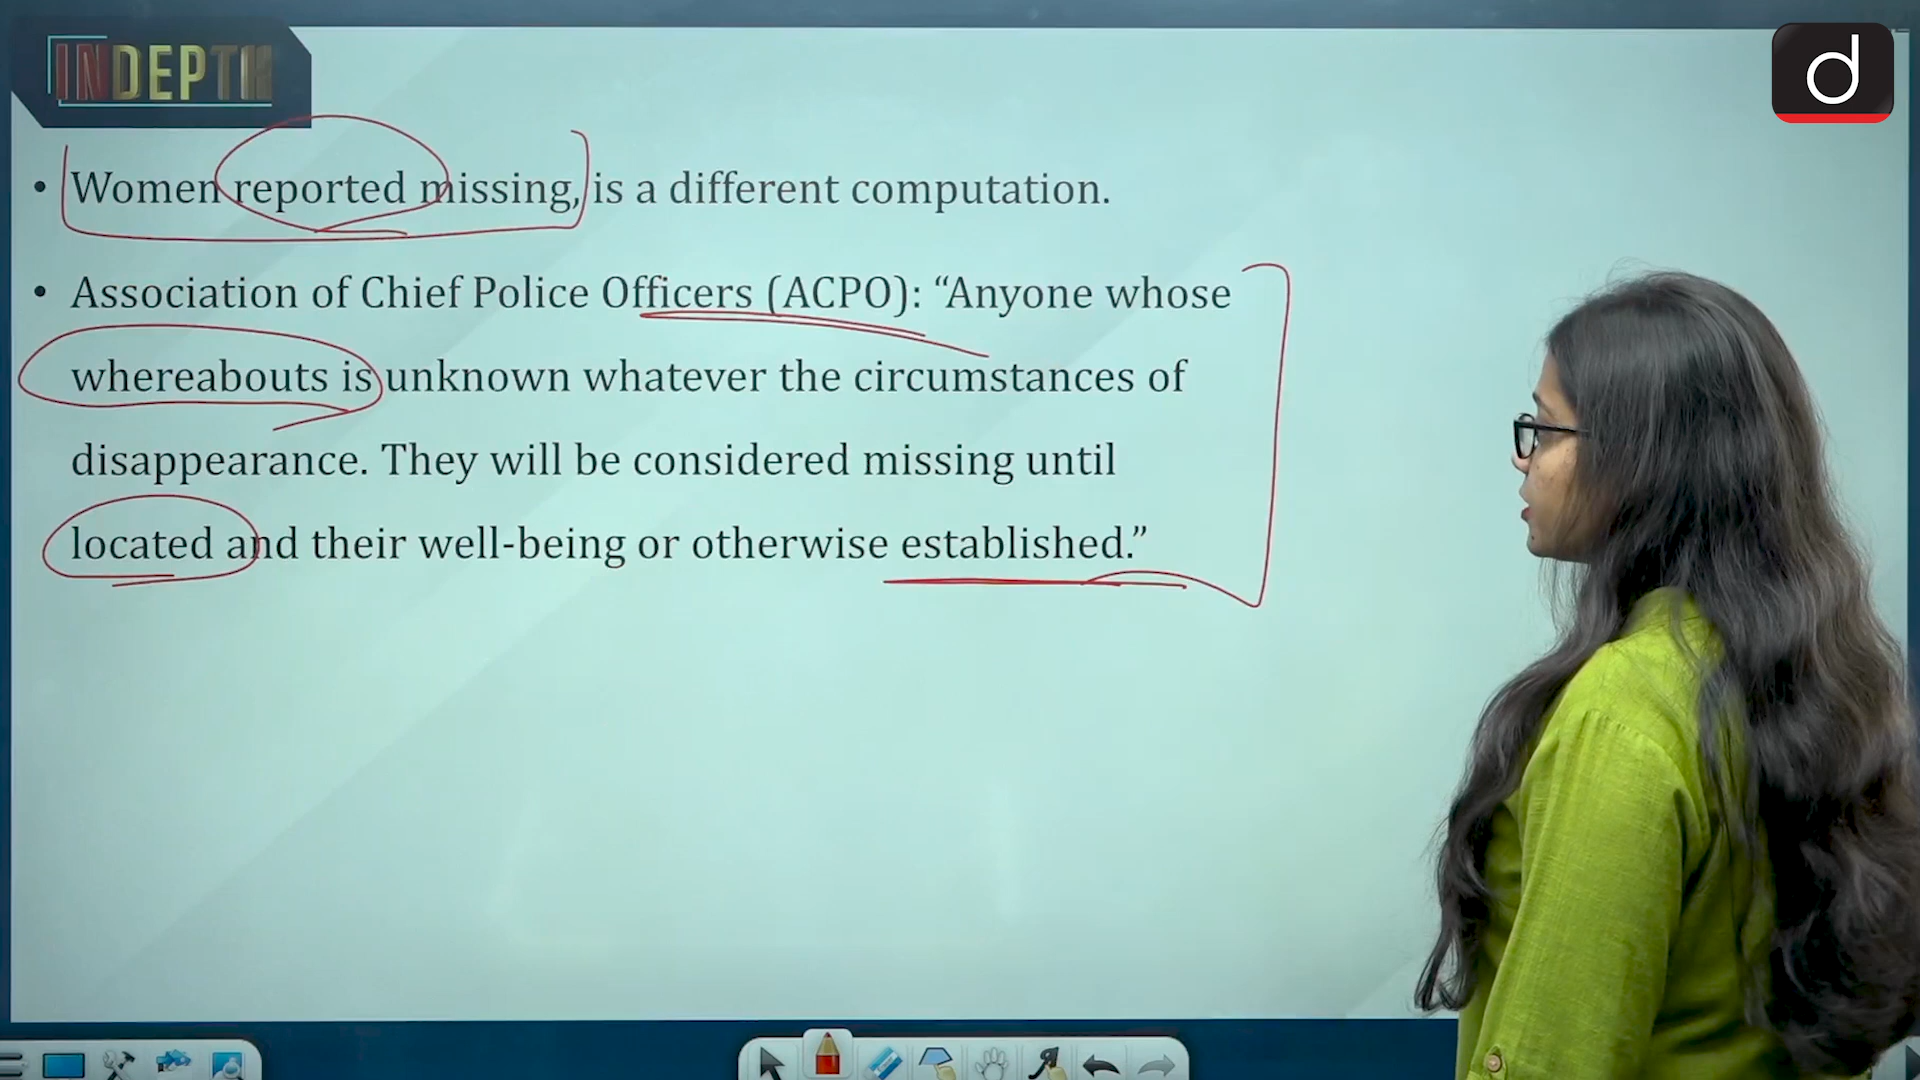 INDEPTH
d
• Women reported missing, is a different computation.
• Association of Chief Police Officers (ACPO): “Anyone whose
whereabouts is unknown whatever the circumstances of
disappearance. They will be considered missing until
located and their well-being or otherwise established.”